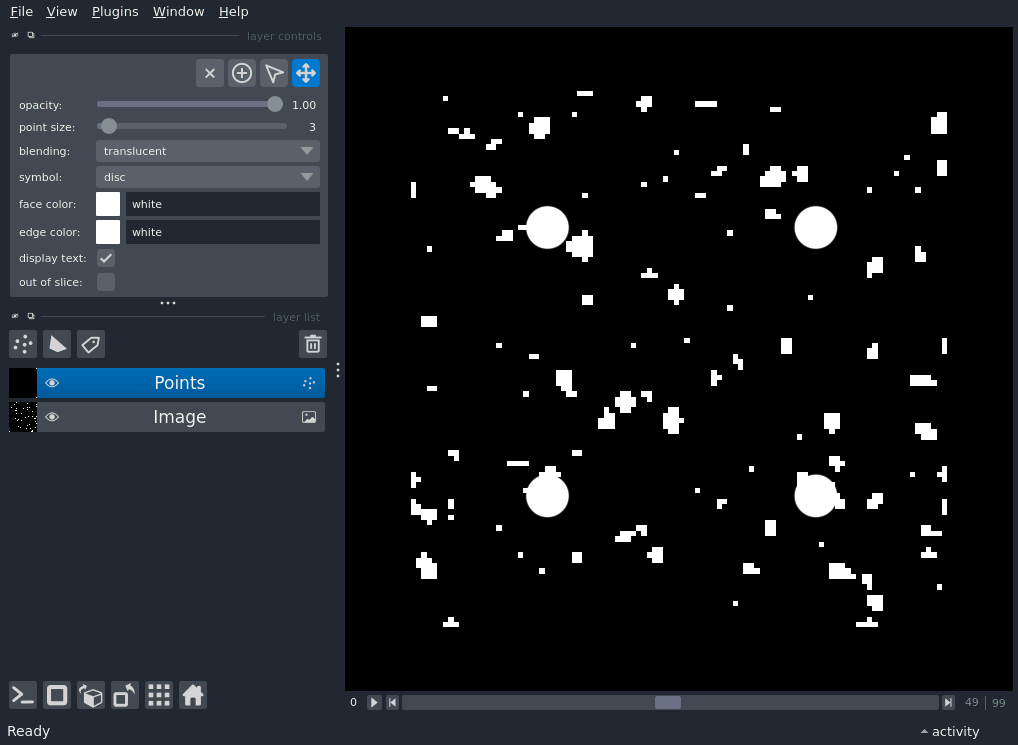 File View Plugins Window Help
layer controls
opacity: 1.00
point size: 3
blending: translucent
symbol: disc
face color: white
edge color: white
display text:
out of slice:
layer list
Points
Image
0 49 99
Ready activity